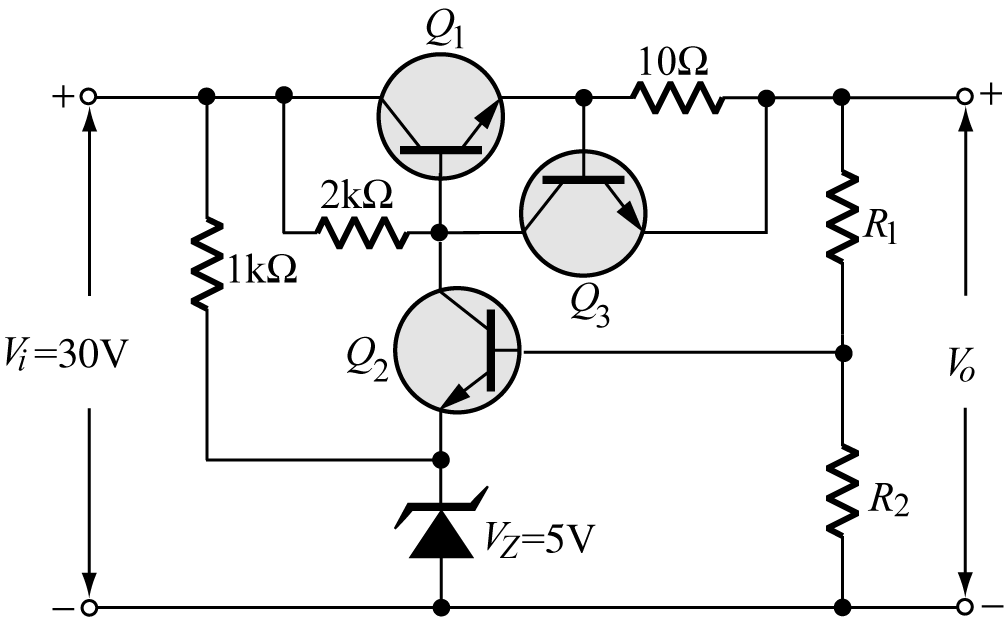 Q1
10Ω
+
+
2kΩ
R1
1kΩ
Q3
Vi=30V
Q2
Vo
R2
VZ=5V
−
−